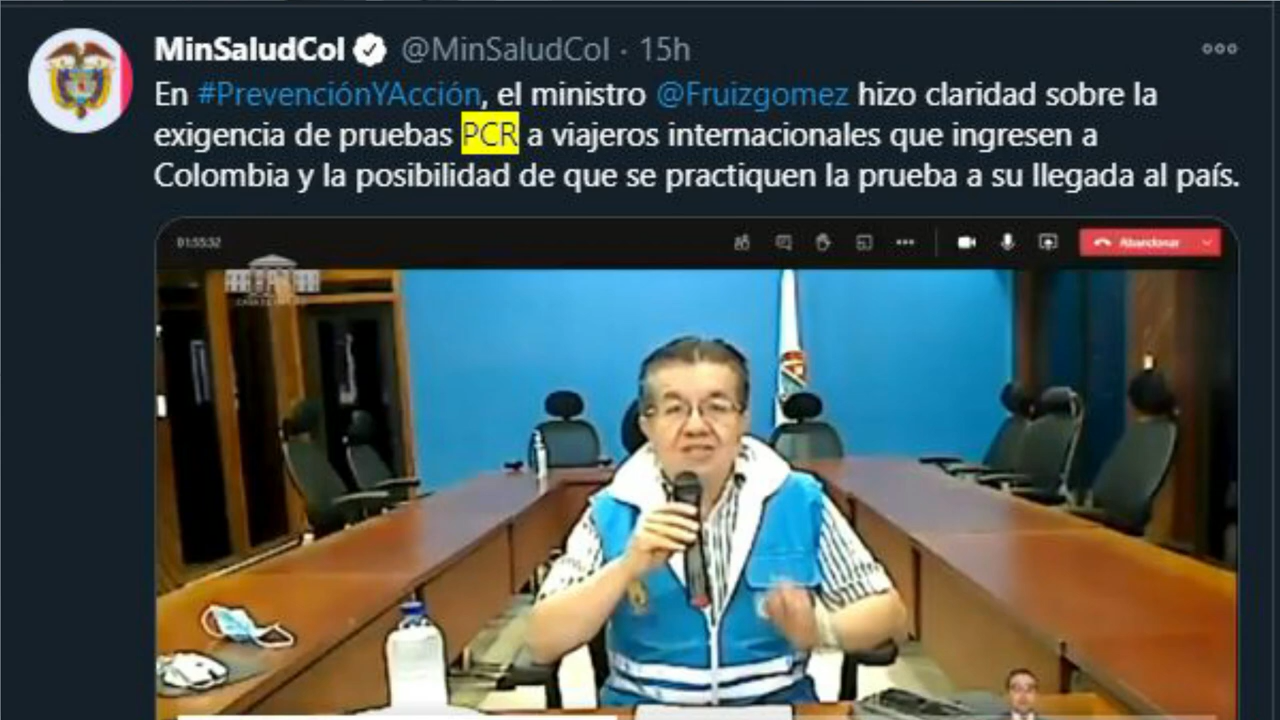 MinSaludCol @MinSaludCol · 15h
En #PrevenciónYAcción, el ministro @Fruizgomez hizo claridad sobre la
exigencia de pruebas PCR a viajeros internacionales que ingresen a
Colombia y la posibilidad de que se practiquen la prueba a su llegada al país.
01:55:32
Abandonar